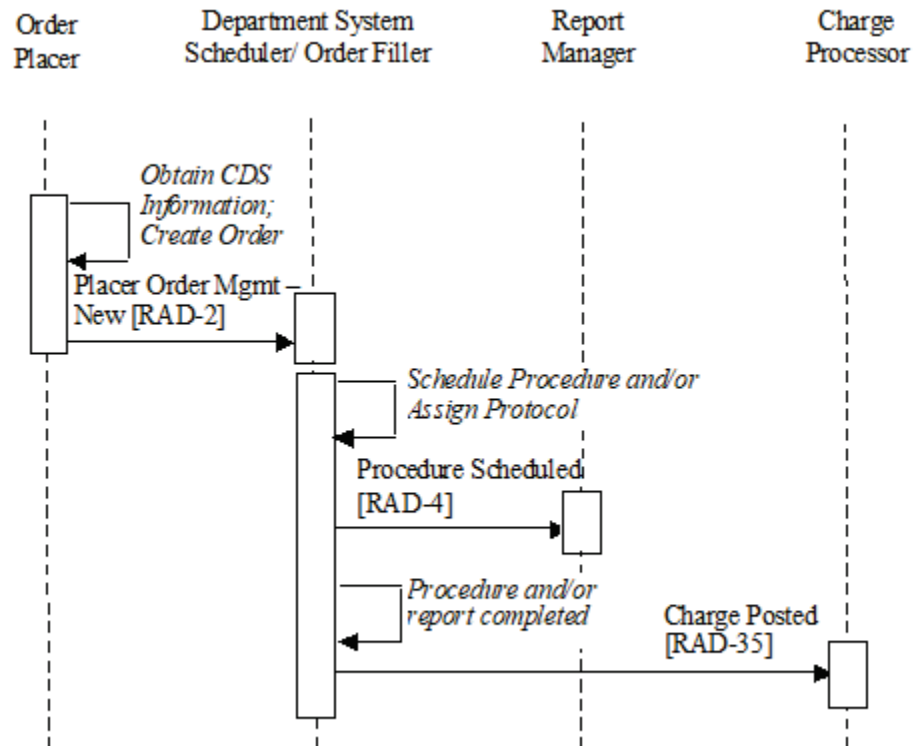 Order
Placer
Department System
Scheduler/ Order Filler
Report
Manager
Charge
Processor
Obtain CDS
Information;
Create Order
Placer Order Mgmt –
New [RAD-2]
Schedule Procedure and/or
Assign Protocol
Procedure Scheduled
[RAD-4]
Procedure and/or
report completed
Charge Posted
[RAD-35]